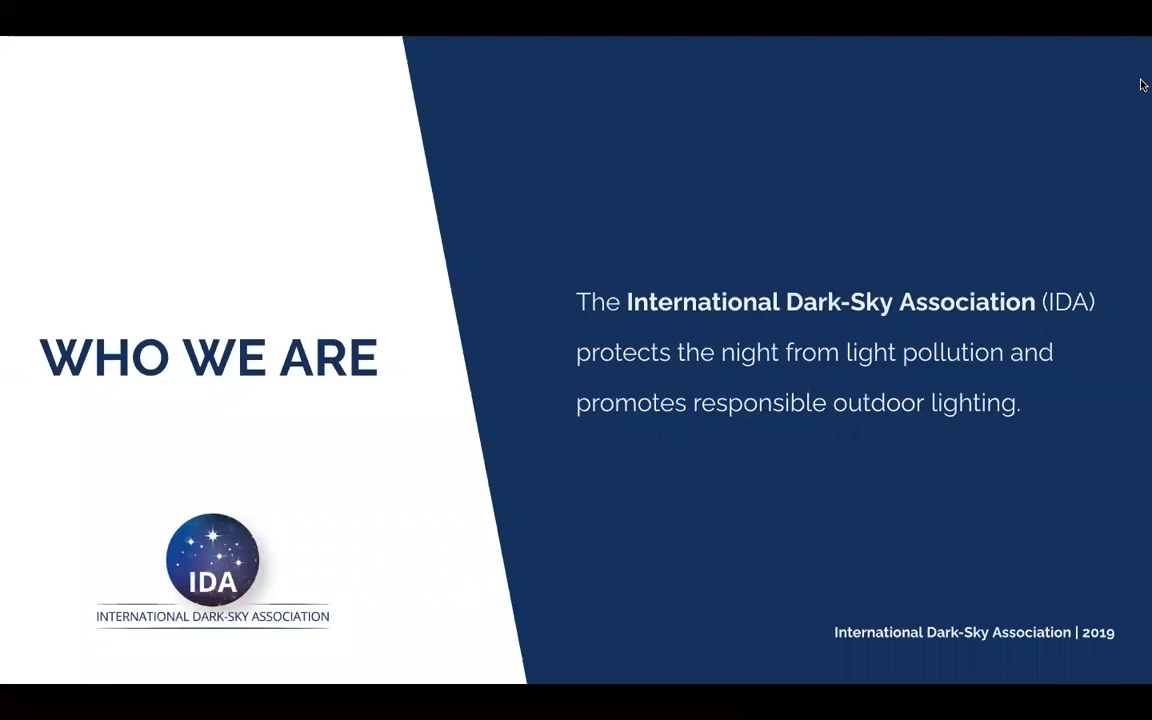 WHO WE ARE
The International Dark-Sky Association (IDA)
protects the night from light pollution and
promotes responsible outdoor lighting.
IDA
INTERNATIONAL DARK-SKY ASSOCIATION
International Dark-Sky Association | 2019